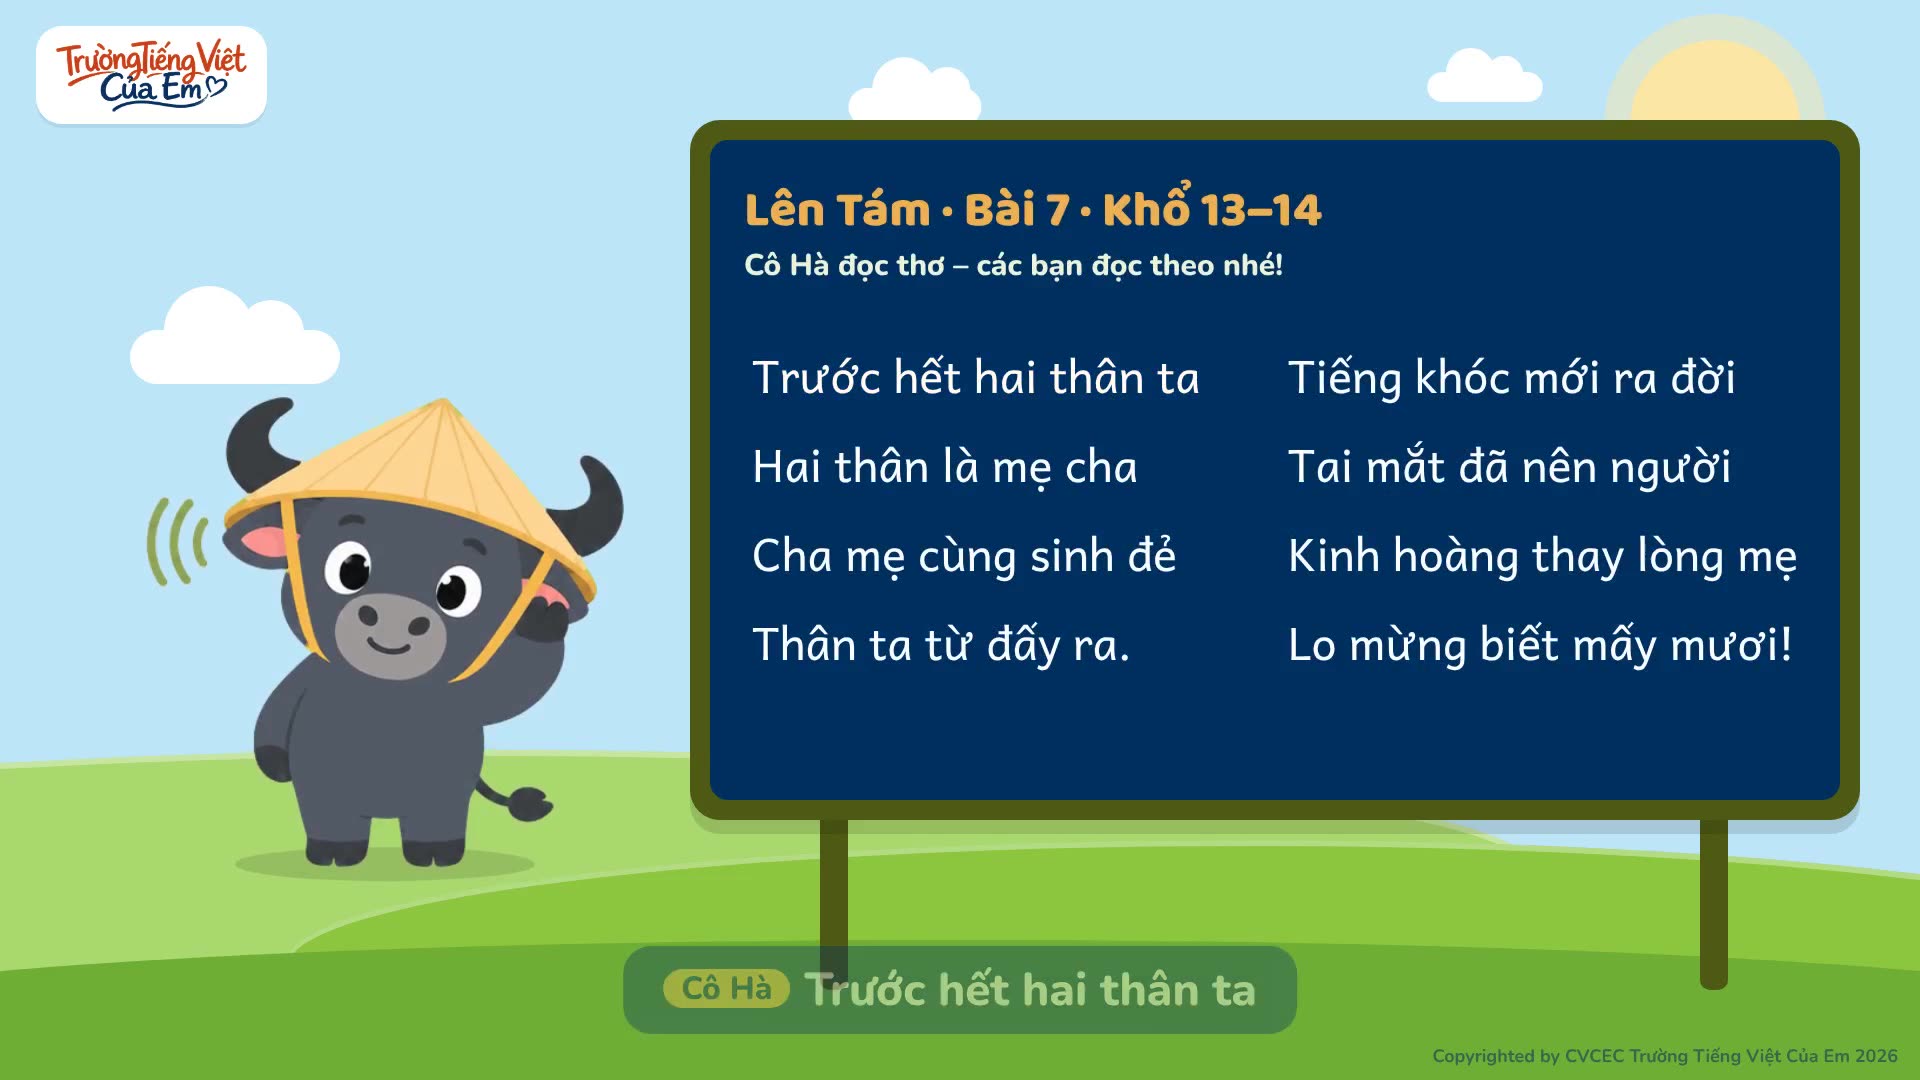 Trường Tiếng Việt
Của Em
Lên Tám · Bài 7 · Khổ 13–14
Cô Hà đọc thơ – các bạn đọc theo nhé!
Trước hết hai thân ta
Hai thân là mẹ cha
Cha mẹ cùng sinh đẻ
Thân ta từ đấy ra.
Tiếng khóc mới ra đời
Tai mắt đã nên người
Kinh hoàng thay lòng mẹ
Lo mừng biết mấy mươi!
Cô Hà Trước hết hai thân ta
Copyrighted by CVCEC Trường Tiếng Việt Của Em 2026